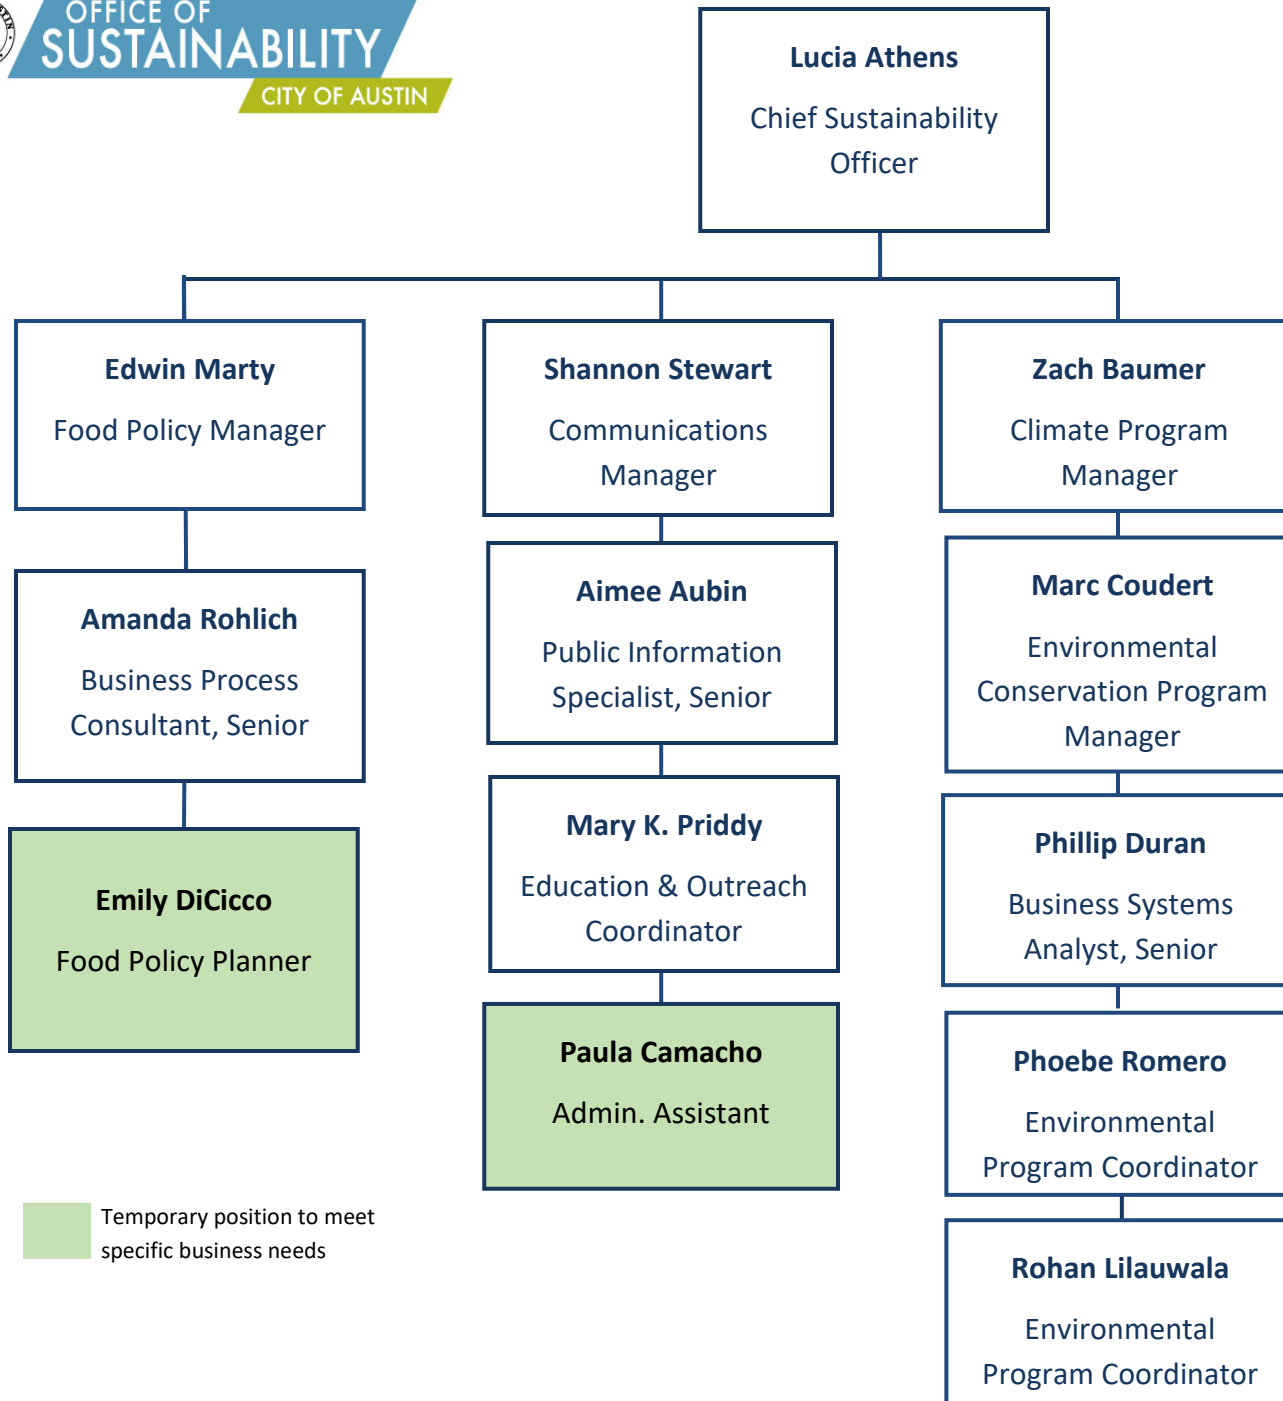 OFFICE OF
SUSTAINABILITY
CITY OF AUSTIN
Lucia Athens
Chief Sustainability
Officer
Edwin Marty
Food Policy Manager
Shannon Stewart
Communications
Manager
Zach Baumer
Climate Program
Manager
Amanda Rohlich
Business Process
Consultant, Senior
Aimee Aubin
Public Information
Specialist, Senior
Marc Coudert
Environmental
Conservation Program
Manager
Emily DiCicco
Food Policy Planner
Mary K. Priddy
Education & Outreach
Coordinator
Phillip Duran
Business Systems
Analyst, Senior
Paula Camacho
Admin. Assistant
Phoebe Romero
Environmental
Program Coordinator
Rohan Lilauwala
Environmental
Program Coordinator
Temporary position to meet
specific business needs